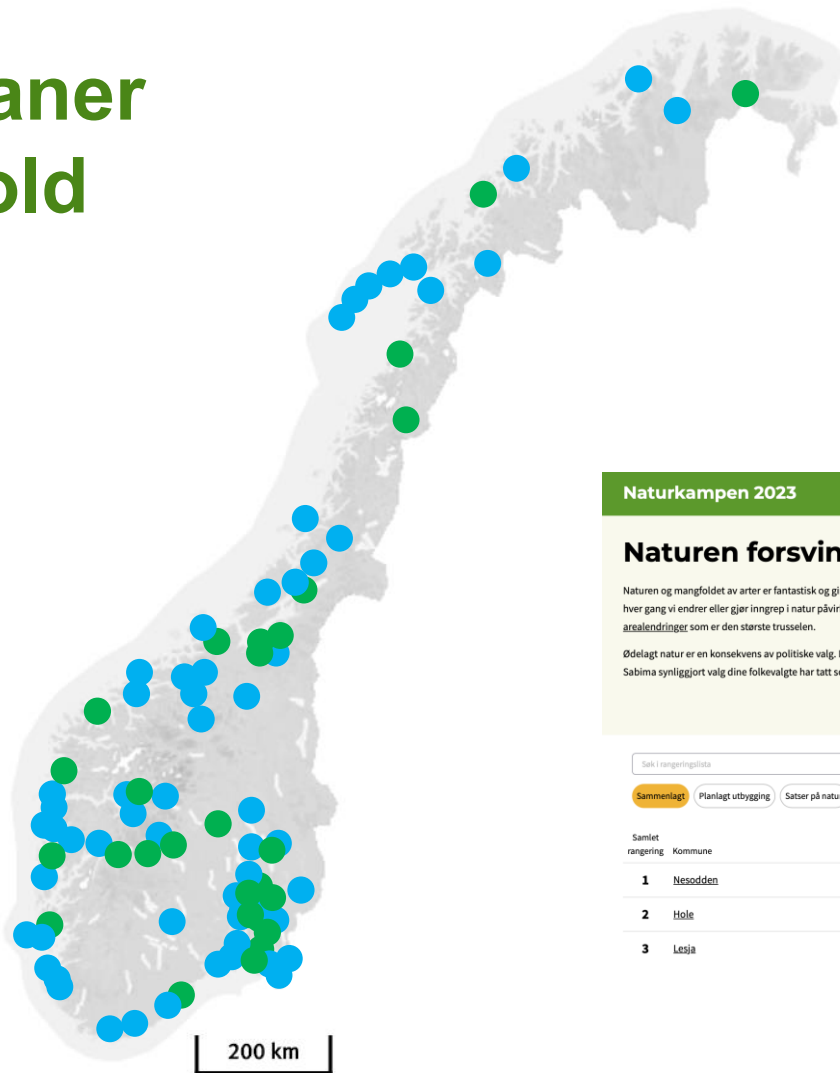 aner
old
200 km
Naturkampen 2023
Naturen forsvin
Naturen og mangfoldet av arter er fantastisk og gi
hver gang vi endrer eller gjør inngrep i natur påvir
arealendringer som er den største trusselen.
Ødelagt natur er en konsekvens av politiske valg.
Sabima synliggjort valg dine folkevalgte har tatt s
Søk i rangeringslista
Sammenlagt Planlagt utbygging Satser på natu
Samlet
rangering Kommune
1 Nesodden
2 Hole
3 Lesja